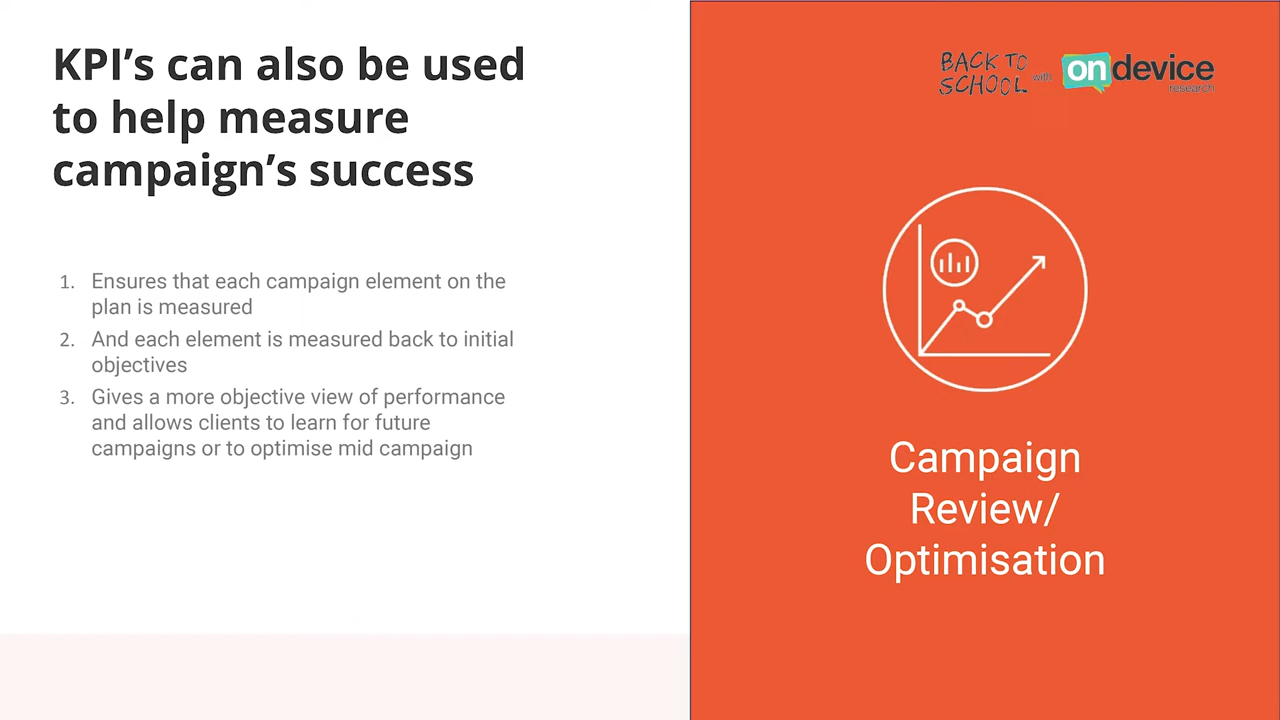 KPI’s can also be used
to help measure
campaign’s success
1. Ensures that each campaign element on the
plan is measured
2. And each element is measured back to initial
objectives
3. Gives a more objective view of performance
and allows clients to learn for future
campaigns or to optimise mid campaign
BACK TO
SCHOOL with
ondevice
research
Campaign
Review/
Optimisation